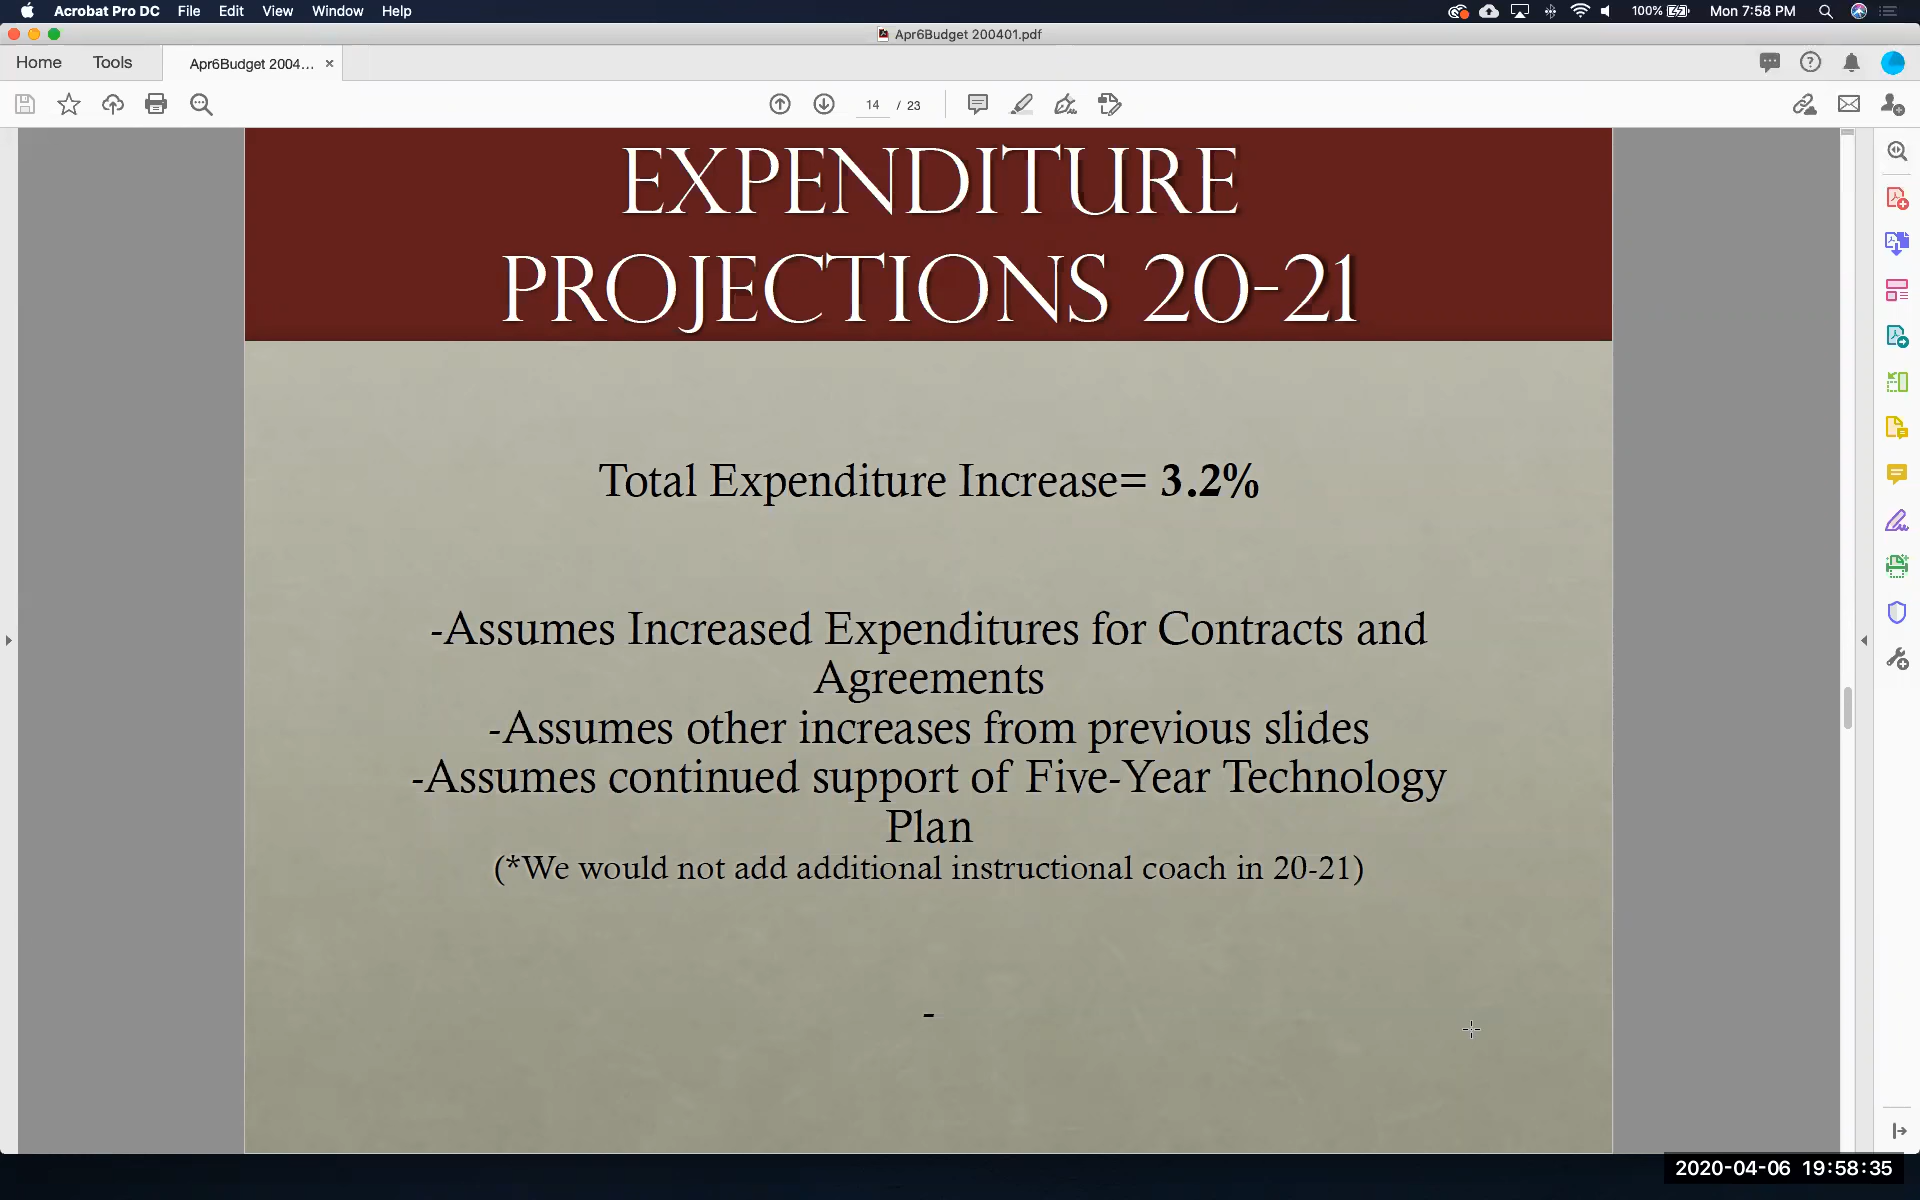 Acrobat Pro DC File Edit View Window Help 100% Mon 7:58 PM
Apr6Budget 200401.pdf
Home Tools Apr6Budget 2004... ×
14 / 23
EXPENDITURE
PROJECTIONS 20-21
Total Expenditure Increase= 3.2%
-Assumes Increased Expenditures for Contracts and
Agreements
-Assumes other increases from previous slides
-Assumes continued support of Five-Year Technology
Plan
(*We would not add additional instructional coach in 20-21)
-
2020-04-06 19:58:35